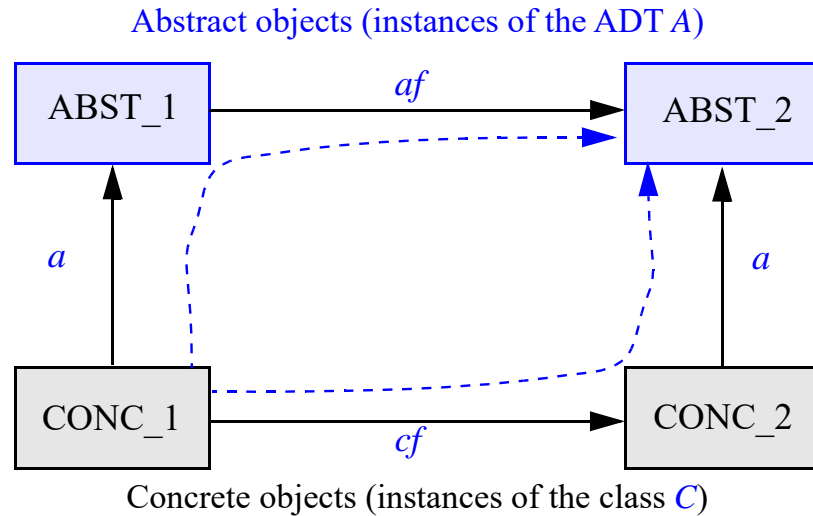 Abstract objects (instances of the ADT A)
ABST_1
af
ABST_2
a
a
CONC_1
cf
CONC_2
Concrete objects (instances of the class C)